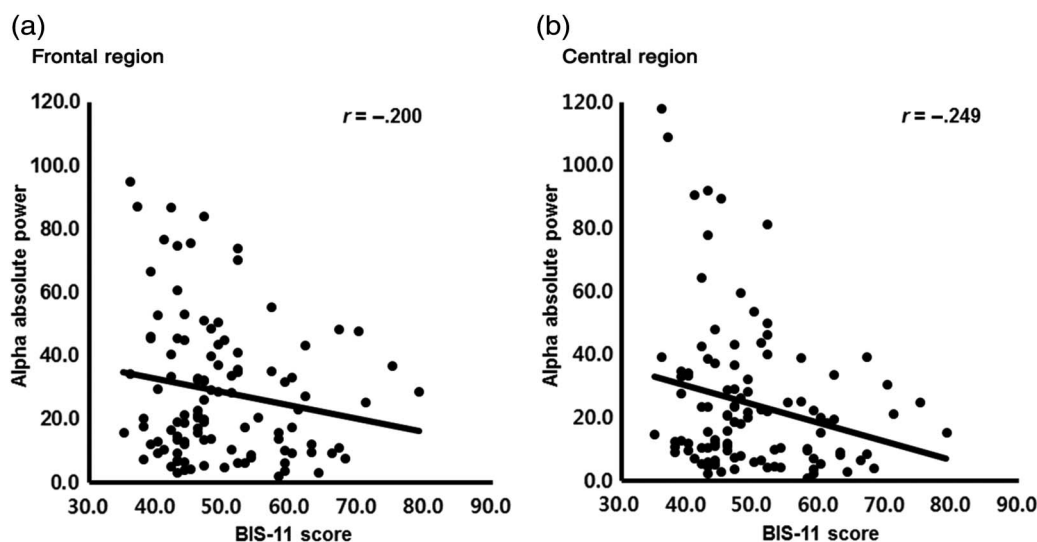 (a)
Frontal region
r = –.200
Alpha absolute power
120.0
100.0
80.0
60.0
40.0
20.0
0.0
30.0 40.0 50.0 60.0 70.0 80.0 90.0
BIS-11 score
(b)
Central region
r = –.249
Alpha absolute power
120.0
100.0
80.0
60.0
40.0
20.0
0.0
30.0 40.0 50.0 60.0 70.0 80.0 90.0
BIS-11 score